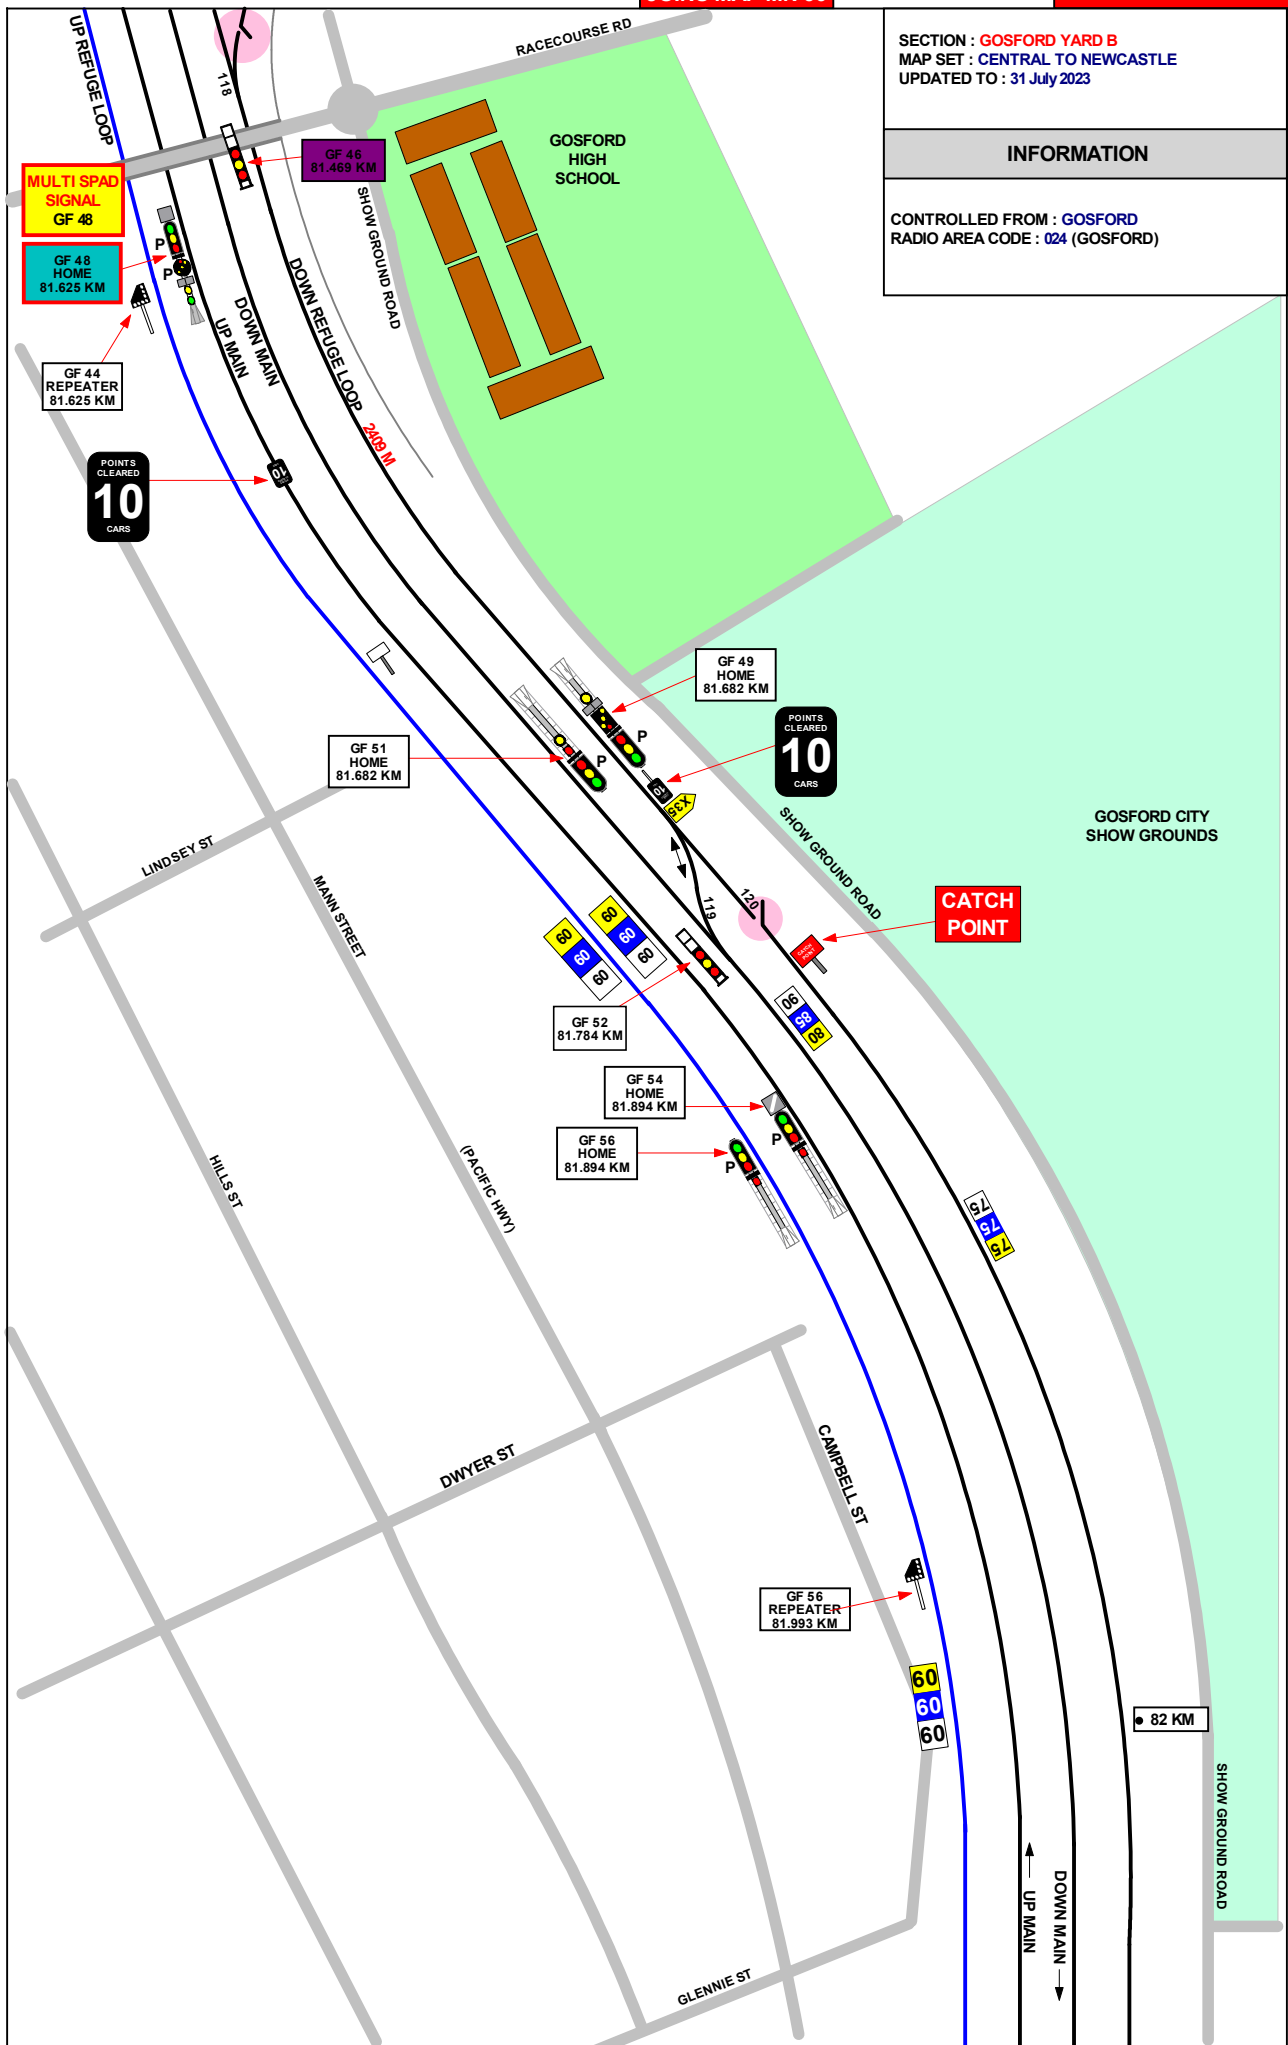 SECTION : GOSFORD YARD B
MAP SET : CENTRAL TO NEWCASTLE
UPDATED TO : 31 July 2023
INFORMATION
CONTROLLED FROM : GOSFORD
RADIO AREA CODE : 024 (GOSFORD)
UP REFUGE LOOP
118
RACECOURSE RD
GF 46
81.469 KM
GOSFORD
HIGH
SCHOOL
MULTI SPAD
SIGNAL
GF 48
GF 48
HOME
81.625 KM
P
P
SHOW GROUND ROAD
GF 44
REPEATER
81.625 KM
UP MAIN
DOWN MAIN
DOWN REFUGE LOOP
2409 M
POINTS
CLEARED
10
CARS
10
GF 49
HOME
81.682 KM
P
GF 51
HOME
81.682 KM
P
POINTS
CLEARED
10
CARS
10
X35
SHOW GROUND ROAD
GOSFORD CITY
SHOW GROUNDS
LINDSEY ST
MANN STREET
119
120
CATCH
POINT
CATCH
POINT
60
60
60
60
60
60
GF 52
81.784 KM
90
85
80
GF 54
HOME
81.894 KM
P
GF 56
HOME
81.894 KM
P
HILLS ST
(PACIFIC HWY)
75
75
75
DWYER ST
CAMPBELL ST
GF 56
REPEATER
81.993 KM
60
60
60
82 KM
SHOW GROUND ROAD
UP MAIN
DOWN MAIN
GLENNIE ST